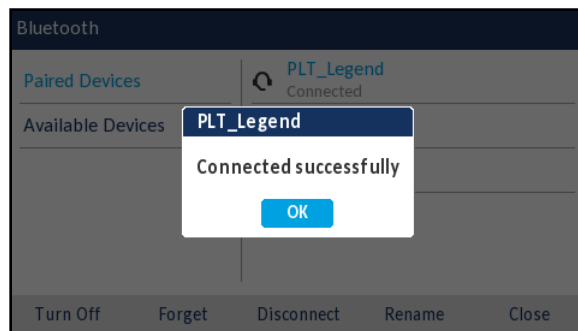 Bluetooth
Paired Devices
PLT_Legend
Connected
Available Devices
PLT_Legend
Connected successfully
OK
Turn Off Forget Disconnect Rename Close